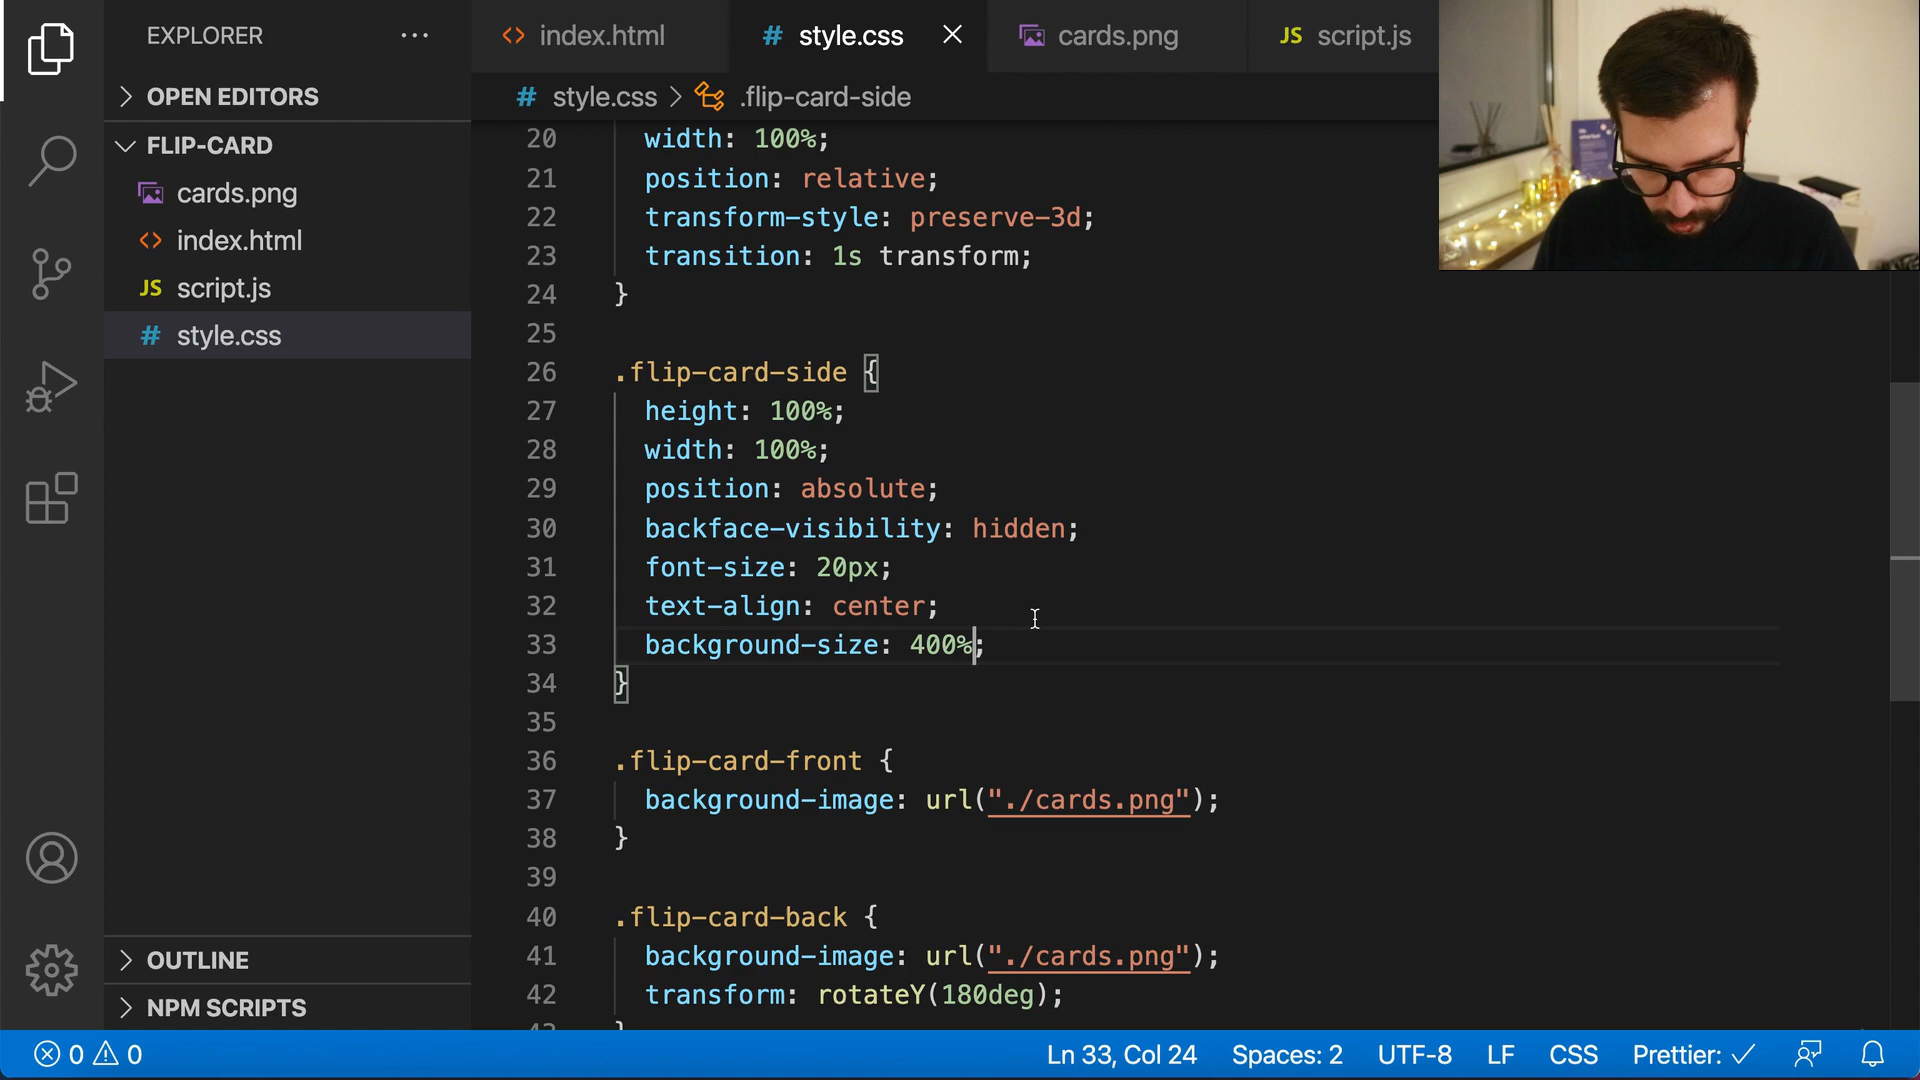 EXPLORER
index.html
style.css
cards.png
JS script.js
OPEN EDITORS
# style.css > .flip-card-side
FLIP-CARD
cards.png
index.html
JS script.js
# style.css
20 width: 100%;
21 position: relative;
22 transform-style: preserve-3d;
23 transition: 1s transform;
24 }
25
26 .flip-card-side {
27 height: 100%;
28 width: 100%;
29 position: absolute;
30 backface-visibility: hidden;
31 font-size: 20px;
32 text-align: center;
33 background-size: 400%;
34 }
35
36 .flip-card-front {
37 background-image: url("./cards.png");
38 }
39
40 .flip-card-back {
41 background-image: url("./cards.png");
42 transform: rotateY(180deg);
OUTLINE
NPM SCRIPTS
0 0
Ln 33, Col 24
Spaces: 2
UTF-8
LF
CSS
Prettier: ✓